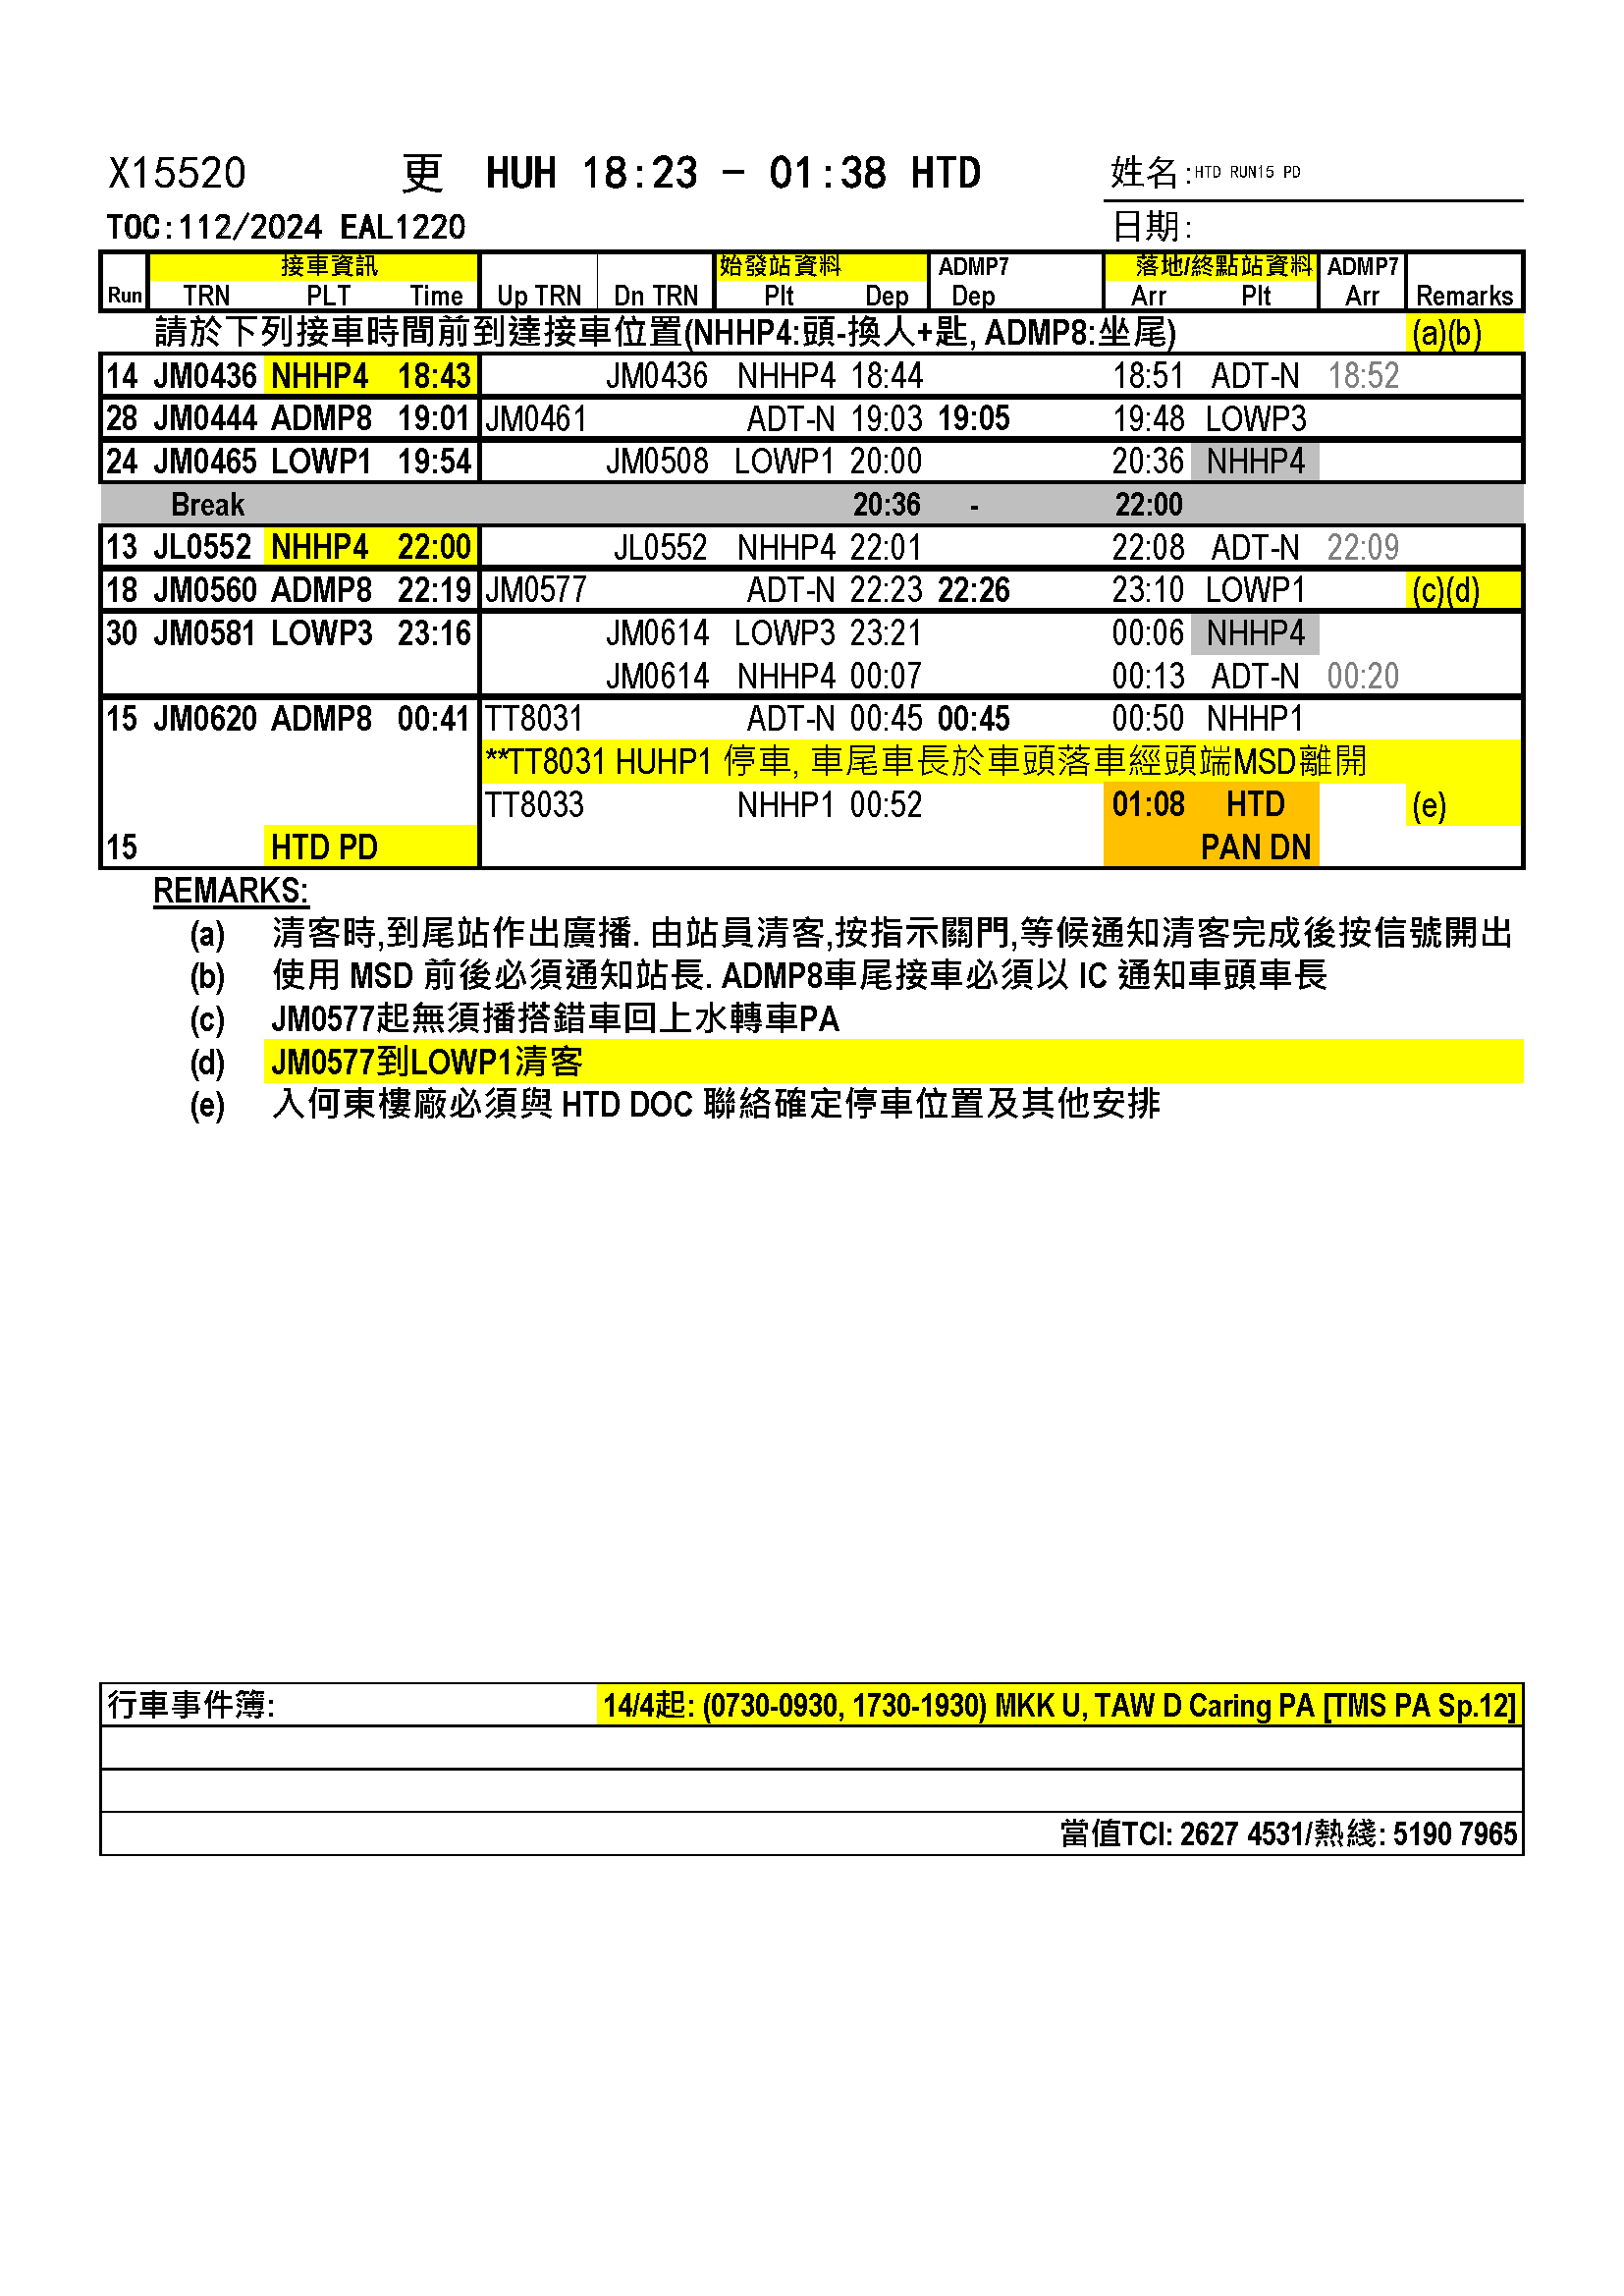 X15520 更 HUH 18:23 - 01:38 HTD 姓名:HTD RUN15 PD
TOC:112/2024 EAL1220 日期:
接車資訊 始發站資料 ADMP7 落地/終點站資料 ADMP7
Run TRN PLT Time Up TRN Dn TRN Plt Dep Dep Arr Plt Arr Remarks
請於下列接車時間前到達接車位置(NHHP4:頭-換人+匙, ADMP8:坐尾) (a)(b)
14 JM0436 NHHP4 18:43 JM0436 NHHP4 18:44 18:51 ADT-N 18:52
28 JM0444 ADMP8 19:01 JM0461 ADT-N 19:03 19:05 19:48 LOWP3
24 JM0465 LOWP1 19:54 JM0508 LOWP1 20:00 20:36 NHHP4
Break 20:36 - 22:00
13 JL0552 NHHP4 22:00 JL0552 NHHP4 22:01 22:08 ADT-N 22:09
18 JM0560 ADMP8 22:19 JM0577 ADT-N 22:23 22:26 23:10 LOWP1 (c)(d)
30 JM0581 LOWP3 23:16 JM0614 LOWP3 23:21 00:06 NHHP4
JM0614 NHHP4 00:07 00:13 ADT-N 00:20
15 JM0620 ADMP8 00:41 TT8031 ADT-N 00:45 00:45 00:50 NHHP1
**TT8031 HUHP1 停車, 車尾車長於車頭落車經頭端MSD離開
TT8033 NHHP1 00:52 01:08 HTD (e)
15 HTD PD PAN DN
REMARKS:
(a) 清客時,到尾站作出廣播. 由站員清客,按指示關門,等候通知清客完成後按信號開出
(b) 使用 MSD 前後必須通知站長. ADMP8車尾接車必須以 IC 通知車頭車長
(c) JM0577起無須播搭錯車回上水轉車PA
(d) JM0577到LOWP1清客
(e) 入何東樓廠必須與 HTD DOC 聯絡確定停車位置及其他安排
行車事件簿: 14/4起: (0730-0930, 1730-1930) MKK U, TAW D Caring PA [TMS PA Sp.12]
當值TCI: 2627 4531/熱綫: 5190 7965